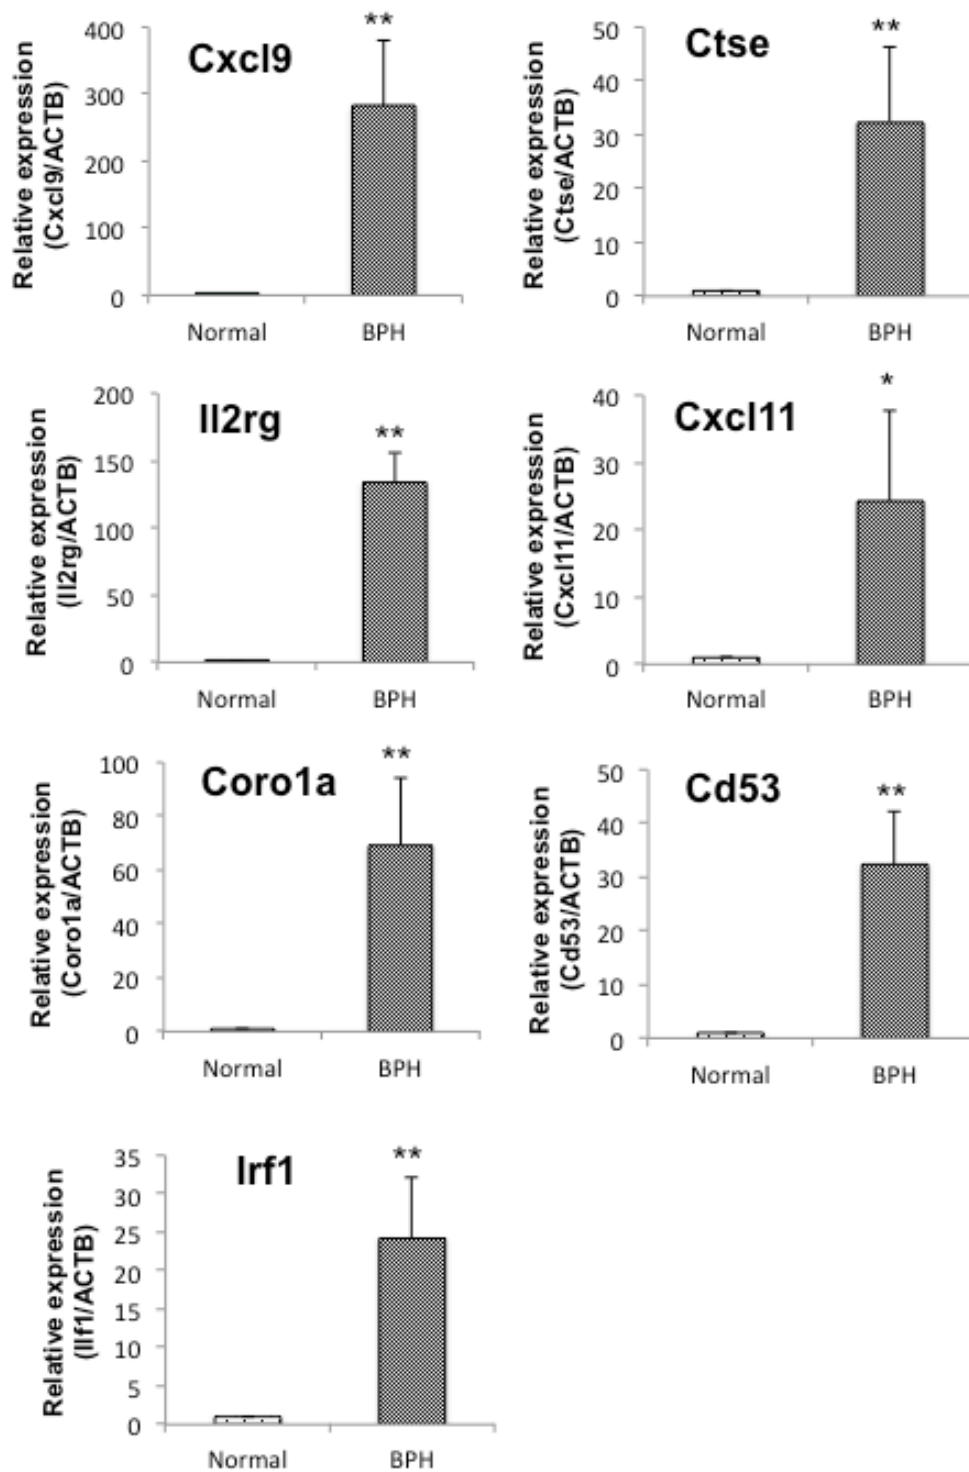 Cxcl9
**
Relative expression
(Cxcl9/ACTB)
400
300
200
100
0
Normal
BPH
Ctse
**
Relative expression
(Ctse/ACTB)
50
40
30
20
10
0
Normal
BPH
Il2rg
**
Relative expression
(Il2rg/ACTB)
200
150
100
50
0
Normal
BPH
Cxcl11
*
Relative expression
(Cxcl11/ACTB)
40
30
20
10
0
Normal
BPH
Coro1a
**
Relative expression
(Coro1a/ACTB)
100
80
60
40
20
0
Normal
BPH
Cd53
**
Relative expression
(Cd53/ACTB)
50
40
30
20
10
0
Normal
BPH
Irf1
**
Relative expression
(IIf1/ACTB)
35
30
25
20
15
10
5
0
Normal
BPH